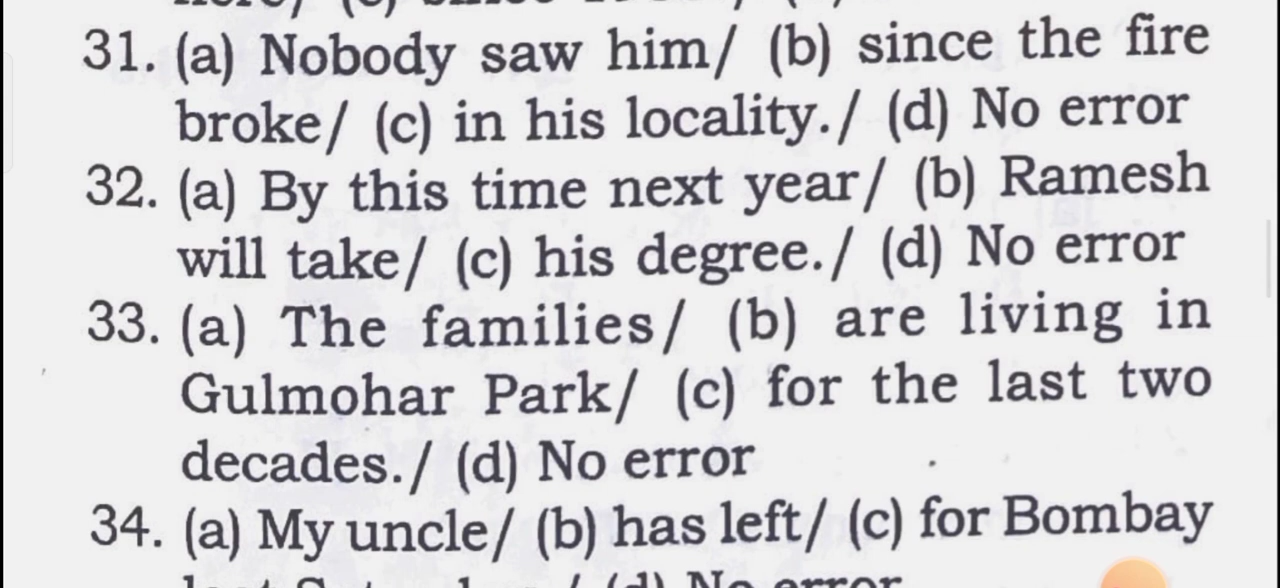 31. (a) Nobody saw him/ (b) since the fire
broke/ (c) in his locality./ (d) No error
32. (a) By this time next year/ (b) Ramesh
will take/ (c) his degree./ (d) No error
33. (a) The families/ (b) are living in
Gulmohar Park/ (c) for the last two
decades./ (d) No error
34. (a) My uncle/ (b) has left/ (c) for Bombay
(d) No error